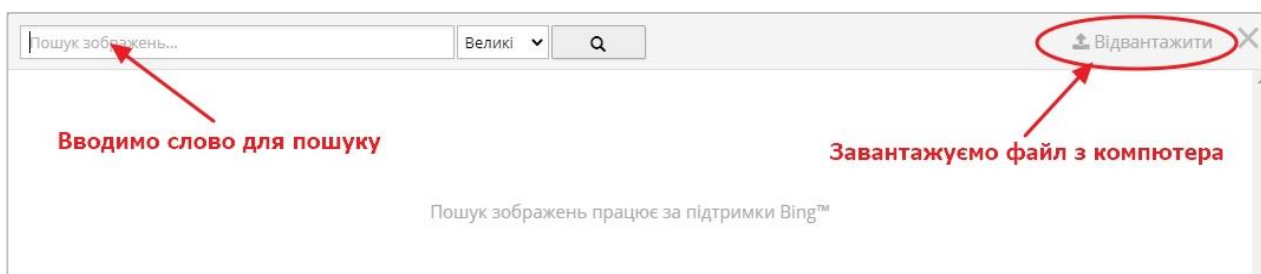 Пошук зображень...
Великі
Відвантажити
Вводимо слово для пошуку
Завантажуємо файл з компютера
Пошук зображень працює за підтримки Bing™